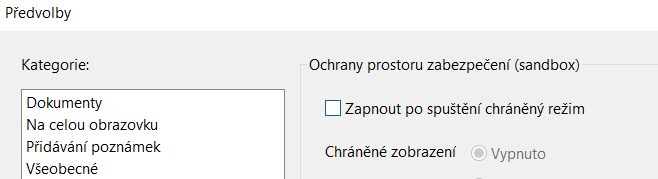 Předvolby
Kategorie:
Dokumenty
Na celou obrazovku
Přidávání poznámek
Všeobecné
Ochrany prostoru zabezpečení (sandbox)
Zapnout po spuštění chráněný režim
Chráněné zobrazení Vypnuto